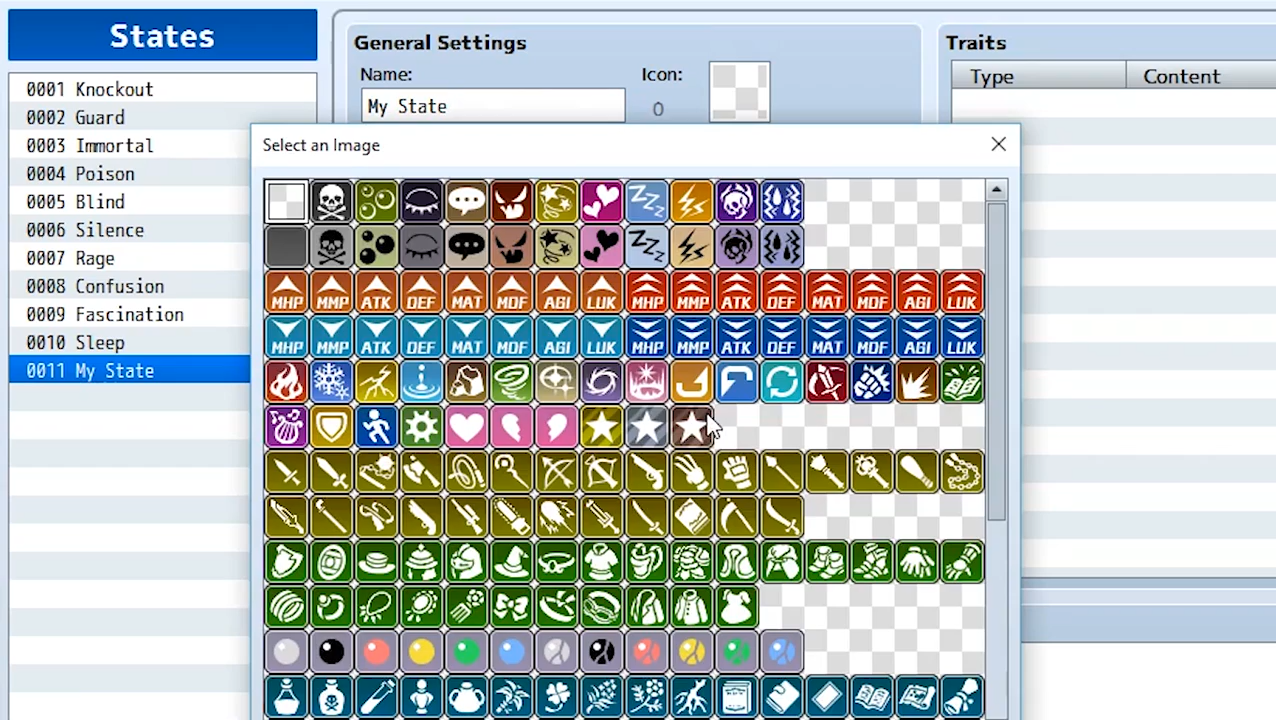 States
General Settings
Traits
Name:
Icon:
Type
Content
My State
0
0001 Knockout
0002 Guard
0003 Immortal
0004 Poison
0005 Blind
0006 Silence
0007 Rage
0008 Confusion
0009 Fascination
0010 Sleep
0011 My State
Select an Image
ZZZ
ZZZ
MHP MMP ATK DEF MAT MDF AGI LUK MHP MMP ATK DEF MAT MDF AGI LUK
MHP MMP ATK DEF MAT MDF AGI LUK MHP MMP ATK DEF MAT MDF AGI LUK